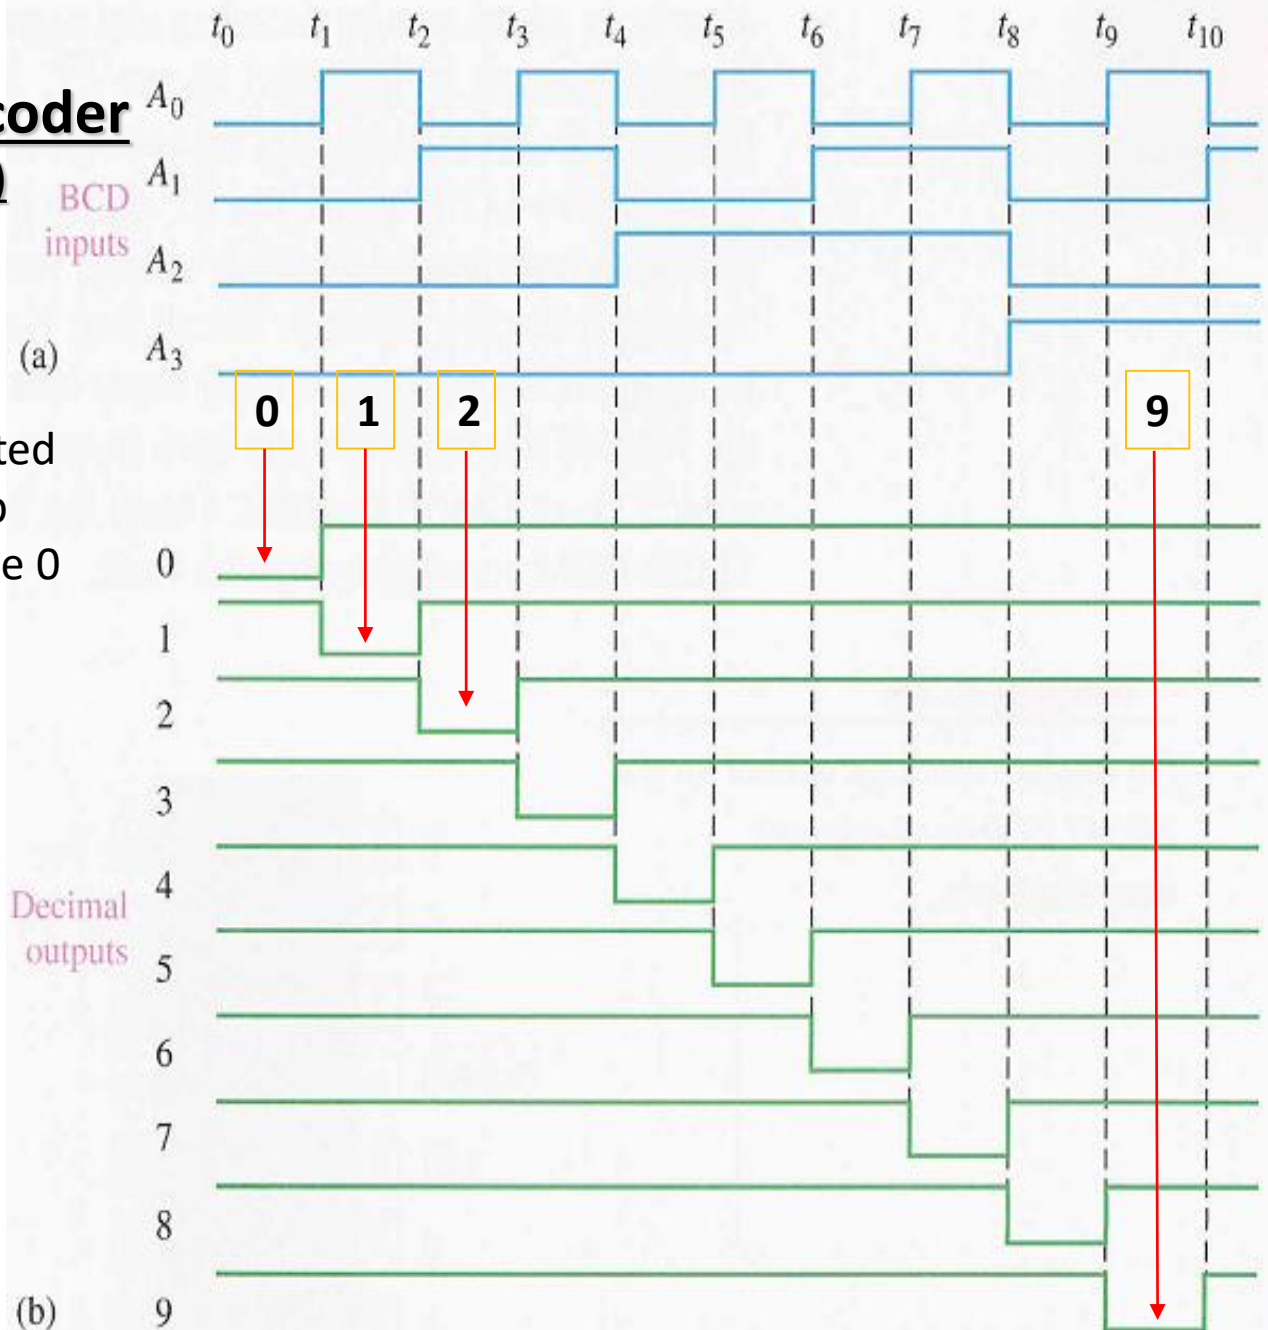 t0 t1 t2 t3 t4 t5 t6 t7 t8 t9 t10
coder
)
A0
A1
BCD
inputs
A2
A3
(a)
0 1 2 9
ted
o
e 0
0
1
2
3
4
Decimal
outputs
5
6
7
8
9
(b)